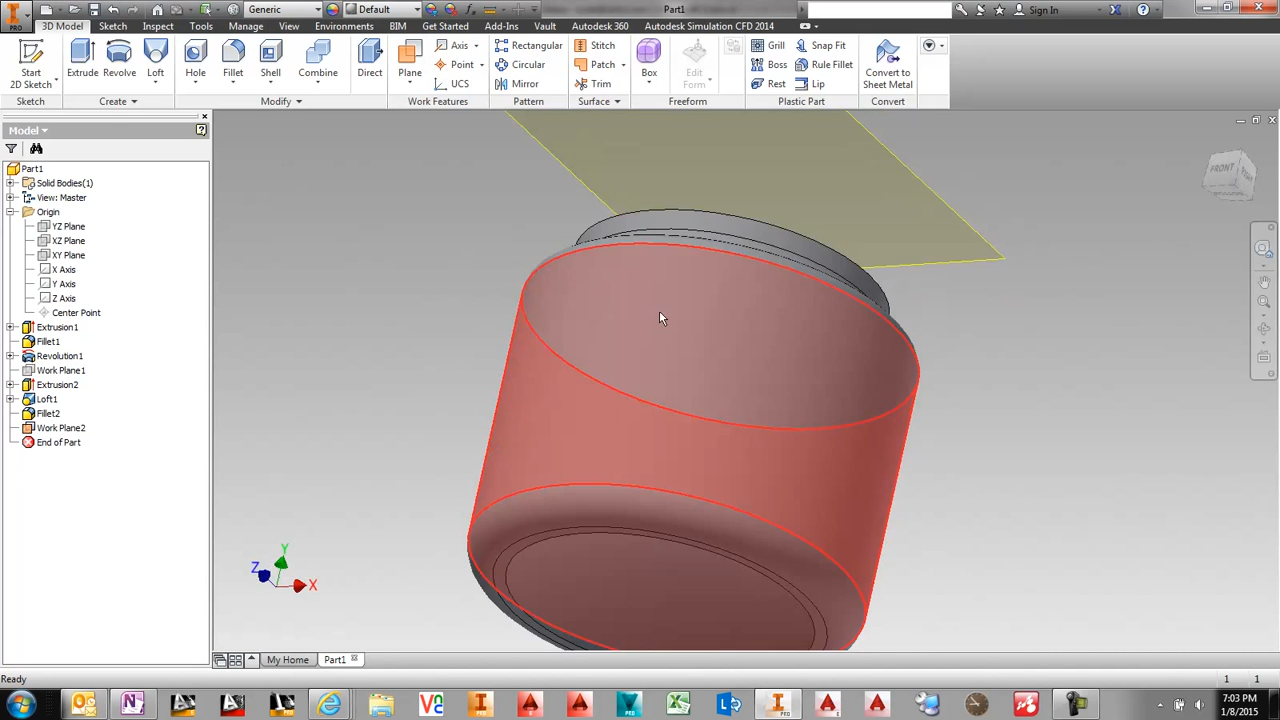 PRO
Generic
Default
Part1
Sign In
3D Model Sketch Inspect Tools Manage View Environments BIM Get Started Add-Ins Vault Autodesk 360 Autodesk Simulation CFD 2014
Start 2D Sketch
Extrude Revolve Loft
Hole Fillet Shell Combine Direct
Plane
Axis
Point
UCS
Rectangular
Circular
Mirror
Stitch
Patch
Trim
Box
Edit Form
Grill Snap Fit
Boss Rule Fillet
Rest Lip
Convert to Sheet Metal
Sketch Create Modify Work Features Pattern Surface Freeform Plastic Part Convert
Model
Part1
Solid Bodies(1)
View: Master
Origin
YZ Plane
XZ Plane
XY Plane
X Axis
Y Axis
Z Axis
Center Point
Extrusion1
Fillet1
Revolution1
Work Plane1
Extrusion2
Loft1
Fillet2
Work Plane2
End of Part
FRONT
Y
Z
X
My Home Part1
Ready
1 1
7:03 PM
1/8/2015